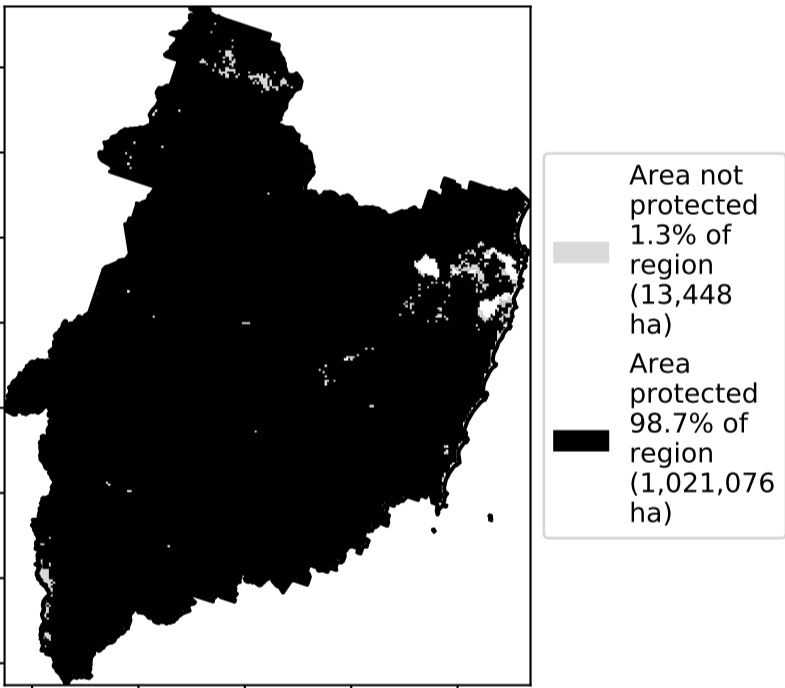 Area not
protected
1.3% of
region
(13,448
ha)
Area
protected
98.7% of
region
(1,021,076
ha)